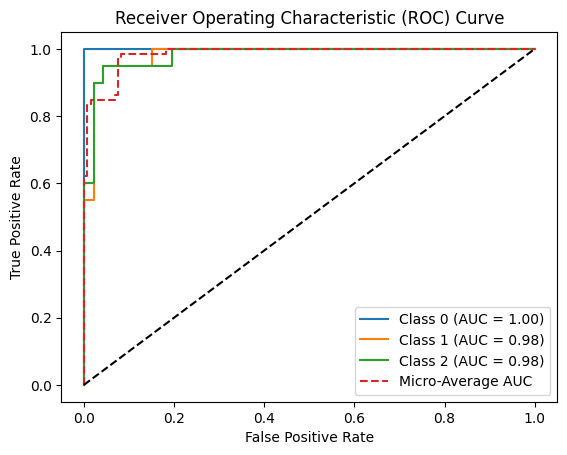 Receiver Operating Characteristic (ROC) Curve
True Positive Rate
1.0
0.8
0.6
0.4
0.2
0.0
Class 0 (AUC = 1.00)
Class 1 (AUC = 0.98)
Class 2 (AUC = 0.98)
Micro-Average AUC
0.0 0.2 0.4 0.6 0.8 1.0
False Positive Rate